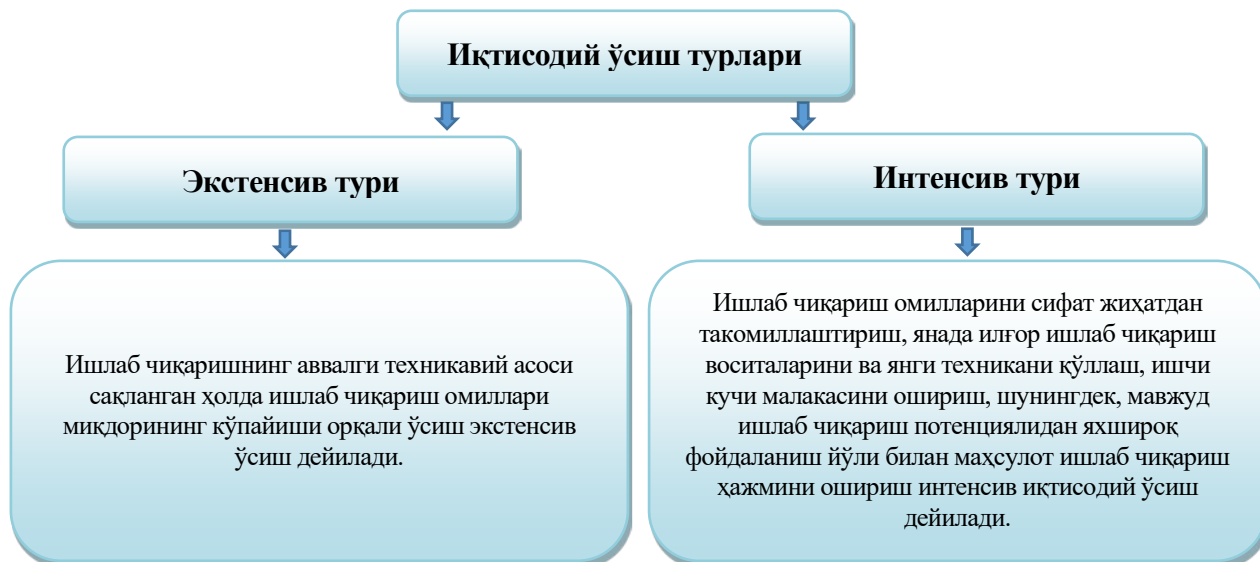 Иқтисодий ўсиш турлари
Экстенсив тури
Интенсив тури
Ишлаб чиқаришнинг аввалги техникавий асоси
сақланган ҳолда ишлаб чиқариш омиллари
миқдорининг кўпайиши орқали ўсиш экстенсив
ўсиш дейилади.
Ишлаб чиқариш омилларини сифат жиҳатдан
такомиллаштириш, янада илғор ишлаб чиқариш
воситаларини ва янги техникани қўллаш, ишчи
кучи малакасини ошириш, шунингдек, мавжуд
ишлаб чиқариш потенциялидан яхшироқ
фойдаланиш йўли билан маҳсулот ишлаб чиқариш
ҳажмини ошириш интенсив иқтисодий ўсиш
дейилади.